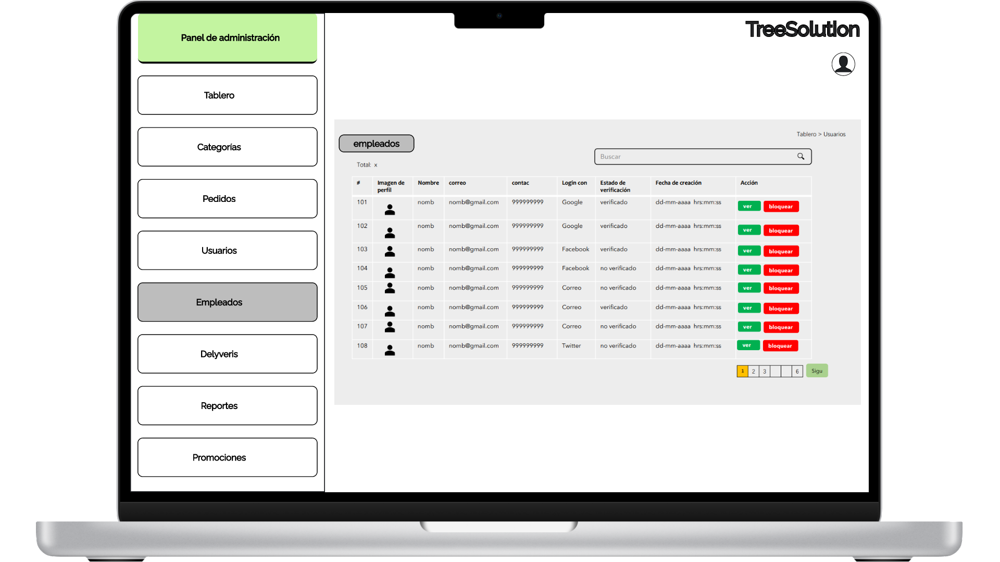 Panel de administración
Tablero
Categorías
Pedidos
Usuarios
Empleados
Delyveris
Reportes
Promociones
TreeSolution
Tablero > Usuarios
empleados
Buscar
Total: x
# Imagen de perfil Nombre correo contac Login con Estado de verificación Fecha de creación Acción
101 nomb nomb@gmail.com 999999999 Google verificado dd-mm-aaaa hrs:mm:ss ver bloquear
102 nomb nomb@gmail.com 999999999 Google verificado dd-mm-aaaa hrs:mm:ss ver bloquear
103 nomb nomb@gmail.com 999999999 Facebook verificado dd-mm-aaaa hrs:mm:ss ver bloquear
104 nomb nomb@gmail.com 999999999 Facebook no verificado dd-mm-aaaa hrs:mm:ss ver bloquear
105 nomb nomb@gmail.com 999999999 Correo no verificado dd-mm-aaaa hrs:mm:ss ver bloquear
106 nomb nomb@gmail.com 999999999 Correo verificado dd-mm-aaaa hrs:mm:ss ver bloquear
107 nomb nomb@gmail.com 999999999 Correo no verificado dd-mm-aaaa hrs:mm:ss ver bloquear
108 nomb nomb@gmail.com 999999999 Twitter no verificado dd-mm-aaaa hrs:mm:ss ver bloquear
1 2 3 6 Sigu